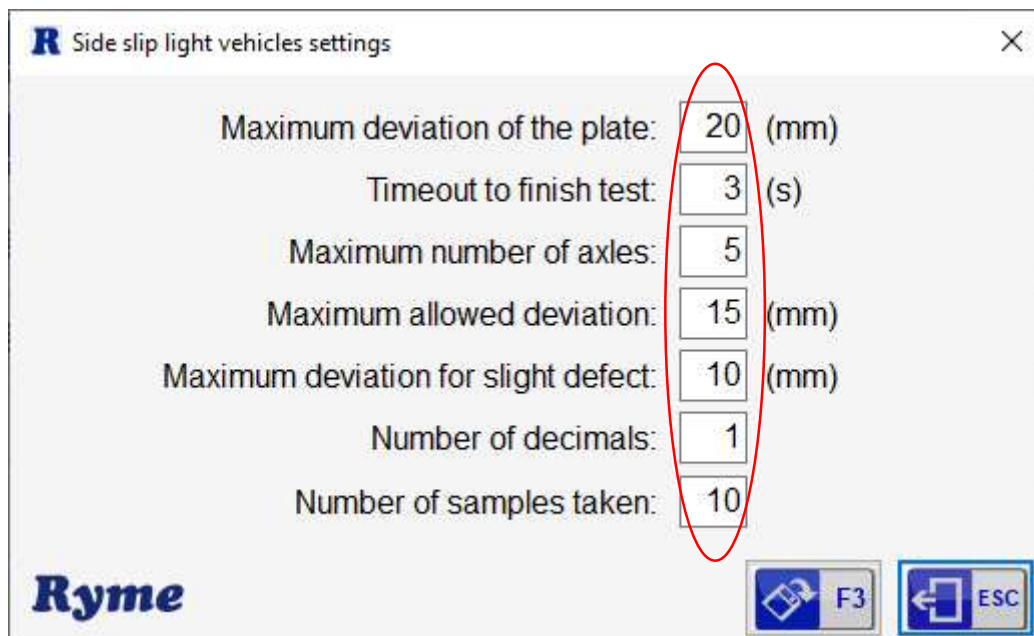 R Side slip light vehicles settings
Maximum deviation of the plate: 20 (mm)
Timeout to finish test: 3 (s)
Maximum number of axles: 5
Maximum allowed deviation: 15 (mm)
Maximum deviation for slight defect: 10 (mm)
Number of decimals: 1
Number of samples taken: 10
Ryme F3 ESC